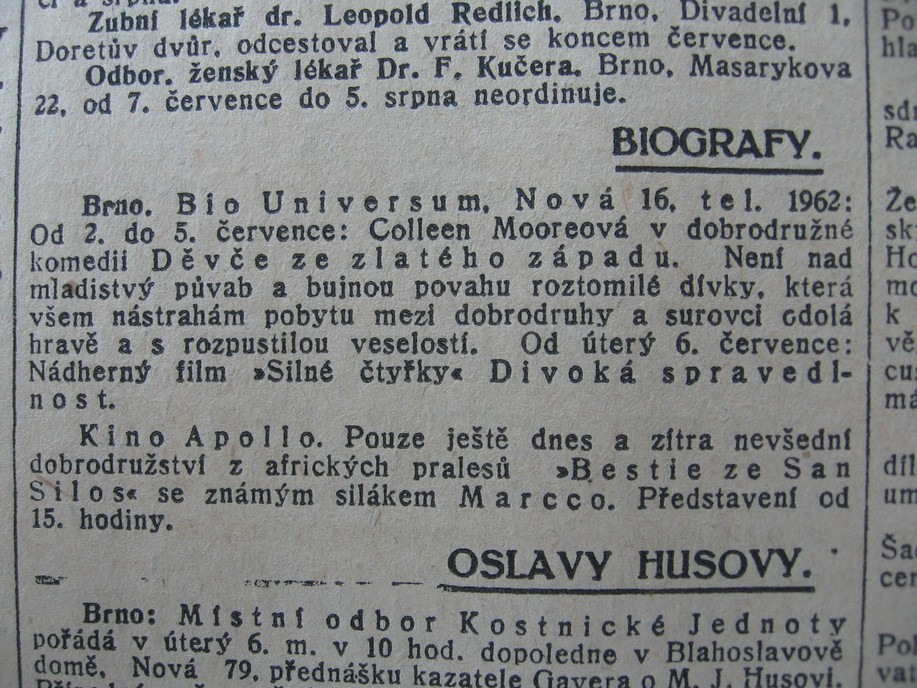 a srpna.
Zubní lékař dr. Leopold Redlich, Brno, Divadelní 1,
Doretův dvůr, odcestoval a vrátí se koncem července.
Odbor. ženský lékař Dr. F. Kučera, Brno, Masarykova
22, od 7. července do 5. srpna neordinuje.
BIOGRAFY.
Brno. Bio Universum, Nová 16, tel. 1962:
Od 2. do 5. července: Colleen Mooreová v dobrodružné
komedii Děvče ze zlatého západu. Není nad
mladistvý půvab a bujnou povahu roztomilé dívky, která
všem nástrahám pobytu mezi dobrodruhy a surovci odolá
hravě a s rozpustilou veselostí. Od úterý 6. července:
Nádherný film »Silné čtyřky« Divoká spravedl-
nost.
Kino Apollo. Pouze ještě dnes a zítra nevšední
dobrodružství z afrických pralesů »Bestie ze San
Silos« se známým silákem Marcco. Představení od
15. hodiny.
OSLAVY HUSOVY.
Brno: Místní odbor Kostnické Jednoty
pořádá v úterý 6. m. v 10 hod. dopoledne v Blahoslavově
domě, Nová 79, přednášku kazatele Gavera o M. J. Husovi.